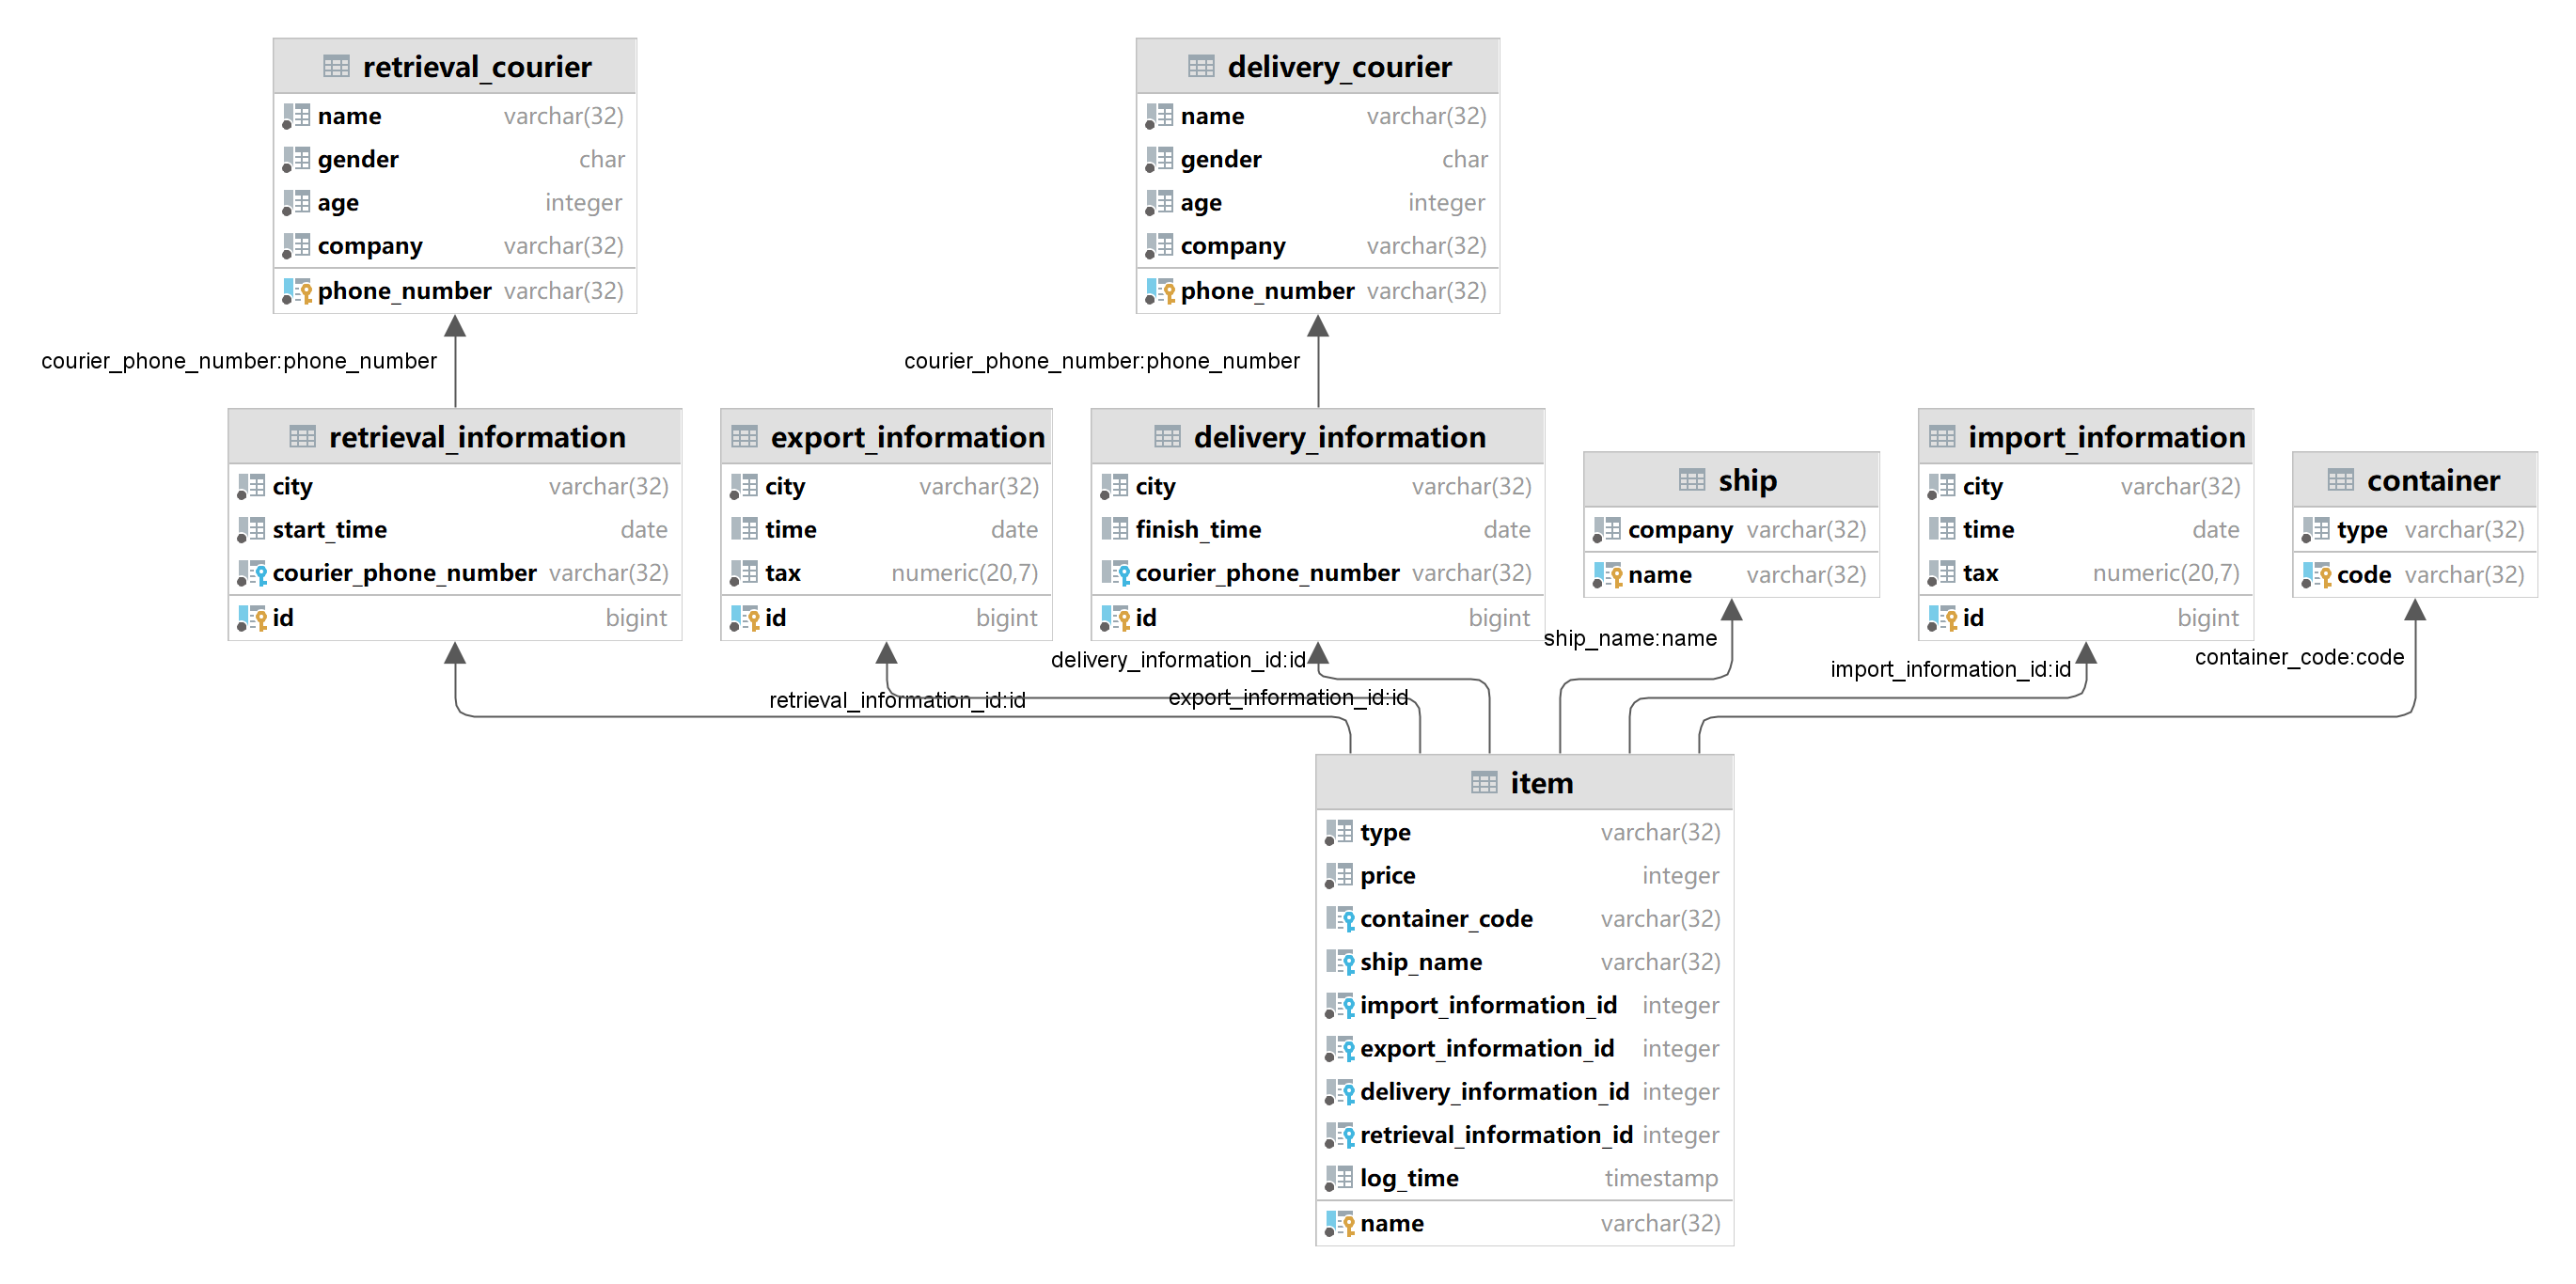 retrieval_courier
name varchar(32)
gender char
age integer
company varchar(32)
phone_number varchar(32)
delivery_courier
name varchar(32)
gender char
age integer
company varchar(32)
phone_number varchar(32)
courier_phone_number:phone_number
courier_phone_number:phone_number
retrieval_information
city varchar(32)
start_time date
courier_phone_number varchar(32)
id bigint
export_information
city varchar(32)
time date
tax numeric(20,7)
id bigint
delivery_information
city varchar(32)
finish_time date
courier_phone_number varchar(32)
id bigint
ship
company varchar(32)
name varchar(32)
import_information
city varchar(32)
time date
tax numeric(20,7)
id bigint
container
type varchar(32)
code varchar(32)
ship_name:name
delivery_information_id:id
import_information_id:id
container_code:code
retrieval_information_id:id
export_information_id:id
item
type varchar(32)
price integer
container_code varchar(32)
ship_name varchar(32)
import_information_id integer
export_information_id integer
delivery_information_id integer
retrieval_information_id integer
log_time timestamp
name varchar(32)